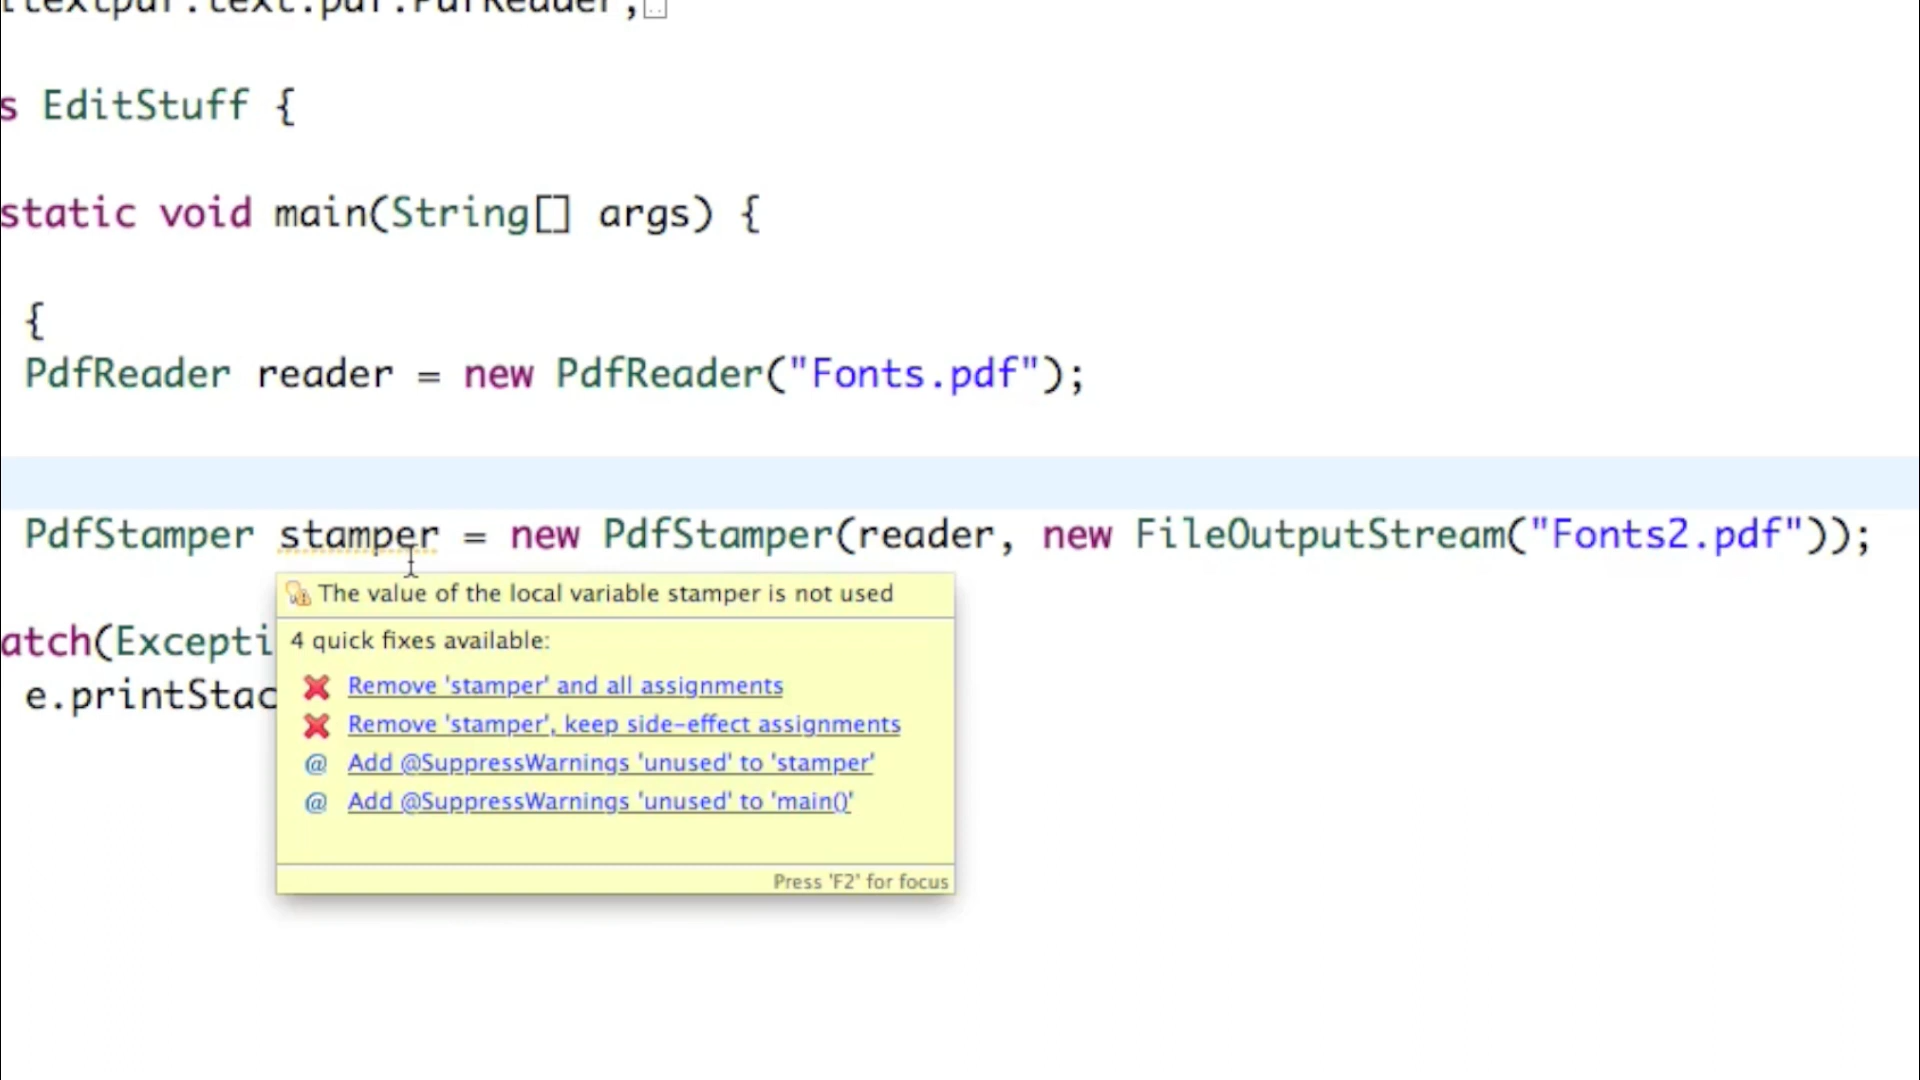 .text.pdf.PdfReader;
s EditStuff {
static void main(String[] args) {
{
PdfReader reader = new PdfReader("Fonts.pdf");
PdfStamper stamper = new PdfStamper(reader, new FileOutputStream("Fonts2.pdf"));
The value of the local variable stamper is not used
4 quick fixes available:
atch(Excepti
Remove 'stamper' and all assignments
e.printStac
Remove 'stamper', keep side-effect assignments
@ Add @SuppressWarnings 'unused' to 'stamper'
@ Add @SuppressWarnings 'unused' to 'main()'
Press 'F2' for focus